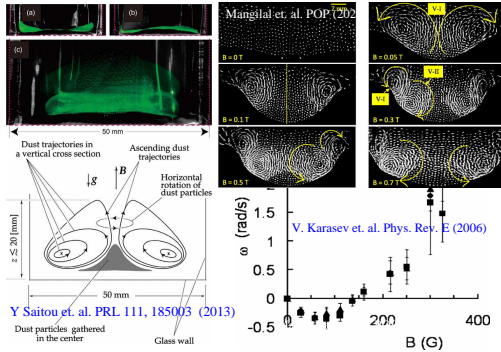 (a)
(b)
(c)
50 mm
Dust trajectories in
a vertical cross section
Ascending dust
trajectories
g
B
Horizontal
rotation of
dust particles
z ≤ 20 [mm]
50 mm
Y Saitou et. al. PRL 111, 185003 (2013)
Dust particles gathered
in the center
Glass wall
Mangilal et. al. POP (202
B = 0 T
V-I
B = 0.05 T
B = 0.1 T
V-II
V-I
B = 0.3 T
B = 0.5 T
B = 0.7 T
V. Karasev et. al Phys. Rev. E (2006)
ω (rad/s)
2
1
0,5
0
-0,5
0
200
400
B (G)